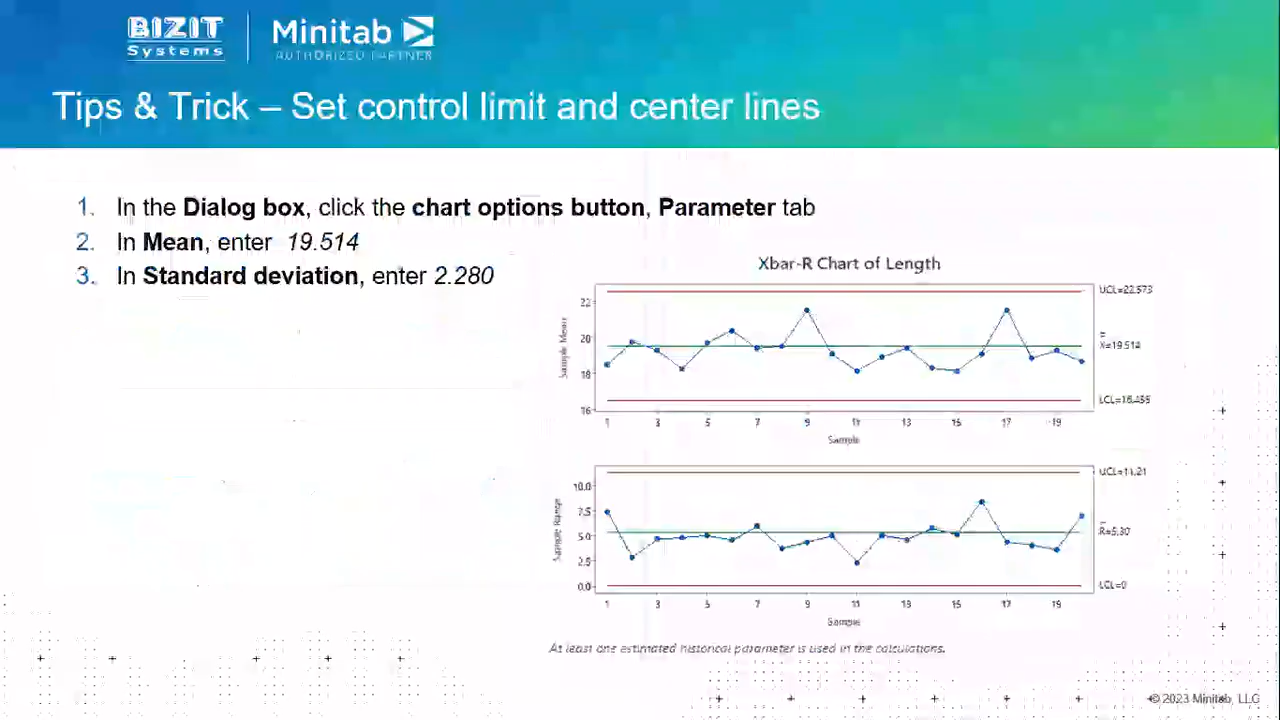 BIZIT
Systems
Minitab
AUTHORIZED PARTNER
Tips & Trick – Set control limit and center lines
1. In the Dialog box, click the chart options button, Parameter tab
2. In Mean, enter 19.514
3. In Standard deviation, enter 2.280
Xbar-R Chart of Length
Sample Mean
22
20
18
16
UCL=22.573
X=19.514
LCL=16.455
1 3 5 7 9 11 13 15 17 19
Sample
Sample Range
10.0
7.5
5.0
2.5
0.0
UCL=11.21
R=5.30
LCL=0
1 3 5 7 9 11 13 15 17 19
Sample
At least one estimated historical parameter is used in the calculations.
© 2023 Minitab, LLC